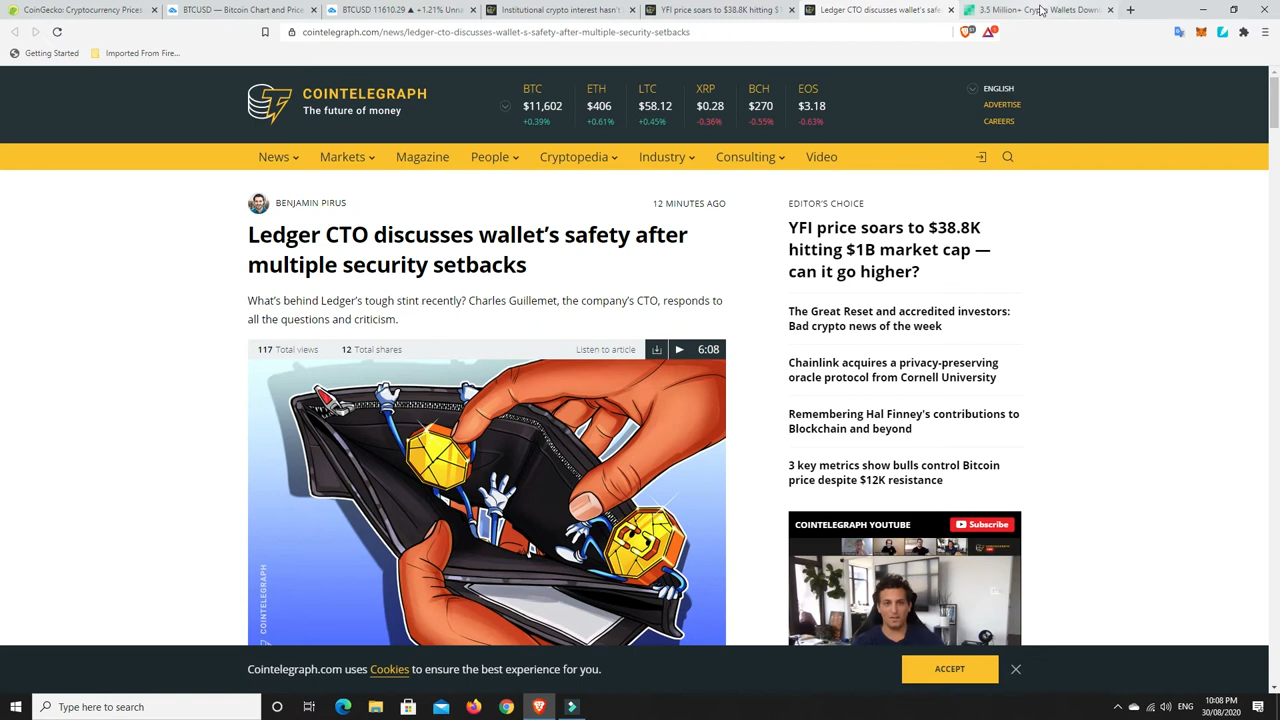 CoinGecko: Cryptocurrency Prices
BTCUSD — Bitcoin Chart and Price
BTCUSD 11610.29 ▲ +1.21% Unna
Institutional crypto interest hasn't
YFI price soars to $38.8K hitting $1
Ledger CTO discusses wallet's safe
3.5 Million+ Crypto Wallets Down
cointelegraph.com/news/ledger-cto-discusses-wallet-s-safety-after-multiple-security-setbacks
Getting Started
Imported From Fire...
COINTELEGRAPH
The future of money
BTC ETH LTC XRP BCH EOS
$11,602 $406 $58.12 $0.28 $270 $3.18
+0.39% +0.61% +0.45% -0.36% -0.55% -0.63%
ENGLISH
ADVERTISE
CAREERS
News Markets Magazine People Cryptopedia Industry Consulting Video
BENJAMIN PIRUS
12 MINUTES AGO
Ledger CTO discusses wallet’s safety after
multiple security setbacks
What’s behind Ledger’s tough stint recently? Charles Guillemet, the company’s CTO, responds to
all the questions and criticism.
117 Total views 12 Total shares Listen to article 6:08
COINTELEGRAPH
EDITOR’S CHOICE
YFI price soars to $38.8K
hitting $1B market cap —
can it go higher?
The Great Reset and accredited investors:
Bad crypto news of the week
Chainlink acquires a privacy-preserving
oracle protocol from Cornell University
Remembering Hal Finney's contributions to
Blockchain and beyond
3 key metrics show bulls control Bitcoin
price despite $12K resistance
COINTELEGRAPH YOUTUBE
Subscribe
Cointelegraph.com uses Cookies to ensure the best experience for you.
ACCEPT
Type here to search
ENG
10:08 PM
30/08/2020